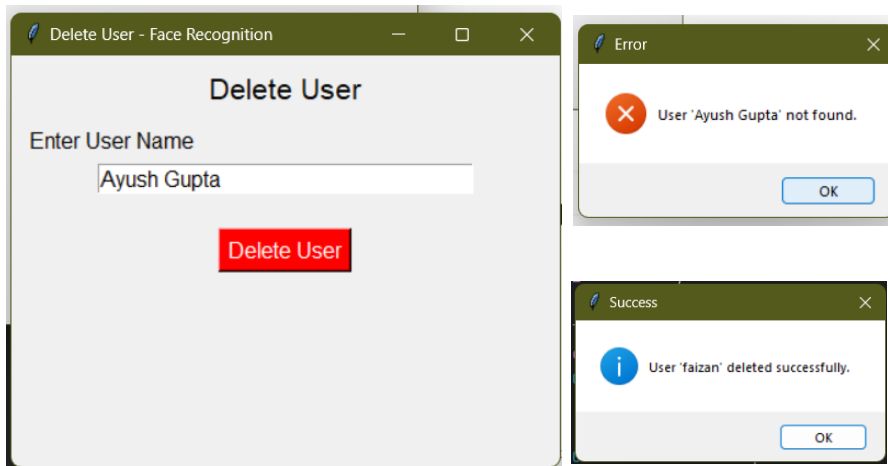 Delete User - Face Recognition
Delete User
Enter User Name
Ayush Gupta
Delete User
Error
User 'Ayush Gupta' not found.
OK
Success
User 'faizan' deleted successfully.
OK